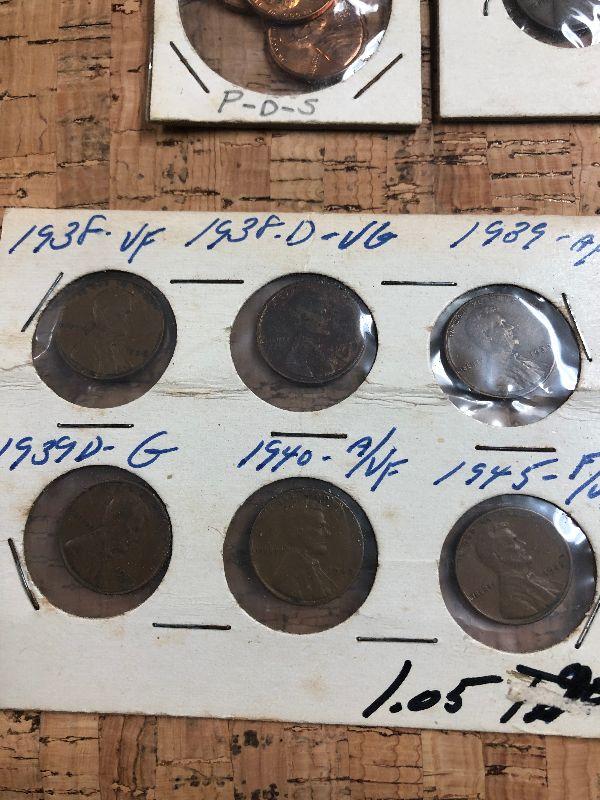 P-D-S
1938-VF 1938-D-VG 1939-
1939D-G 1940-A/VF 1945-F/
1.05